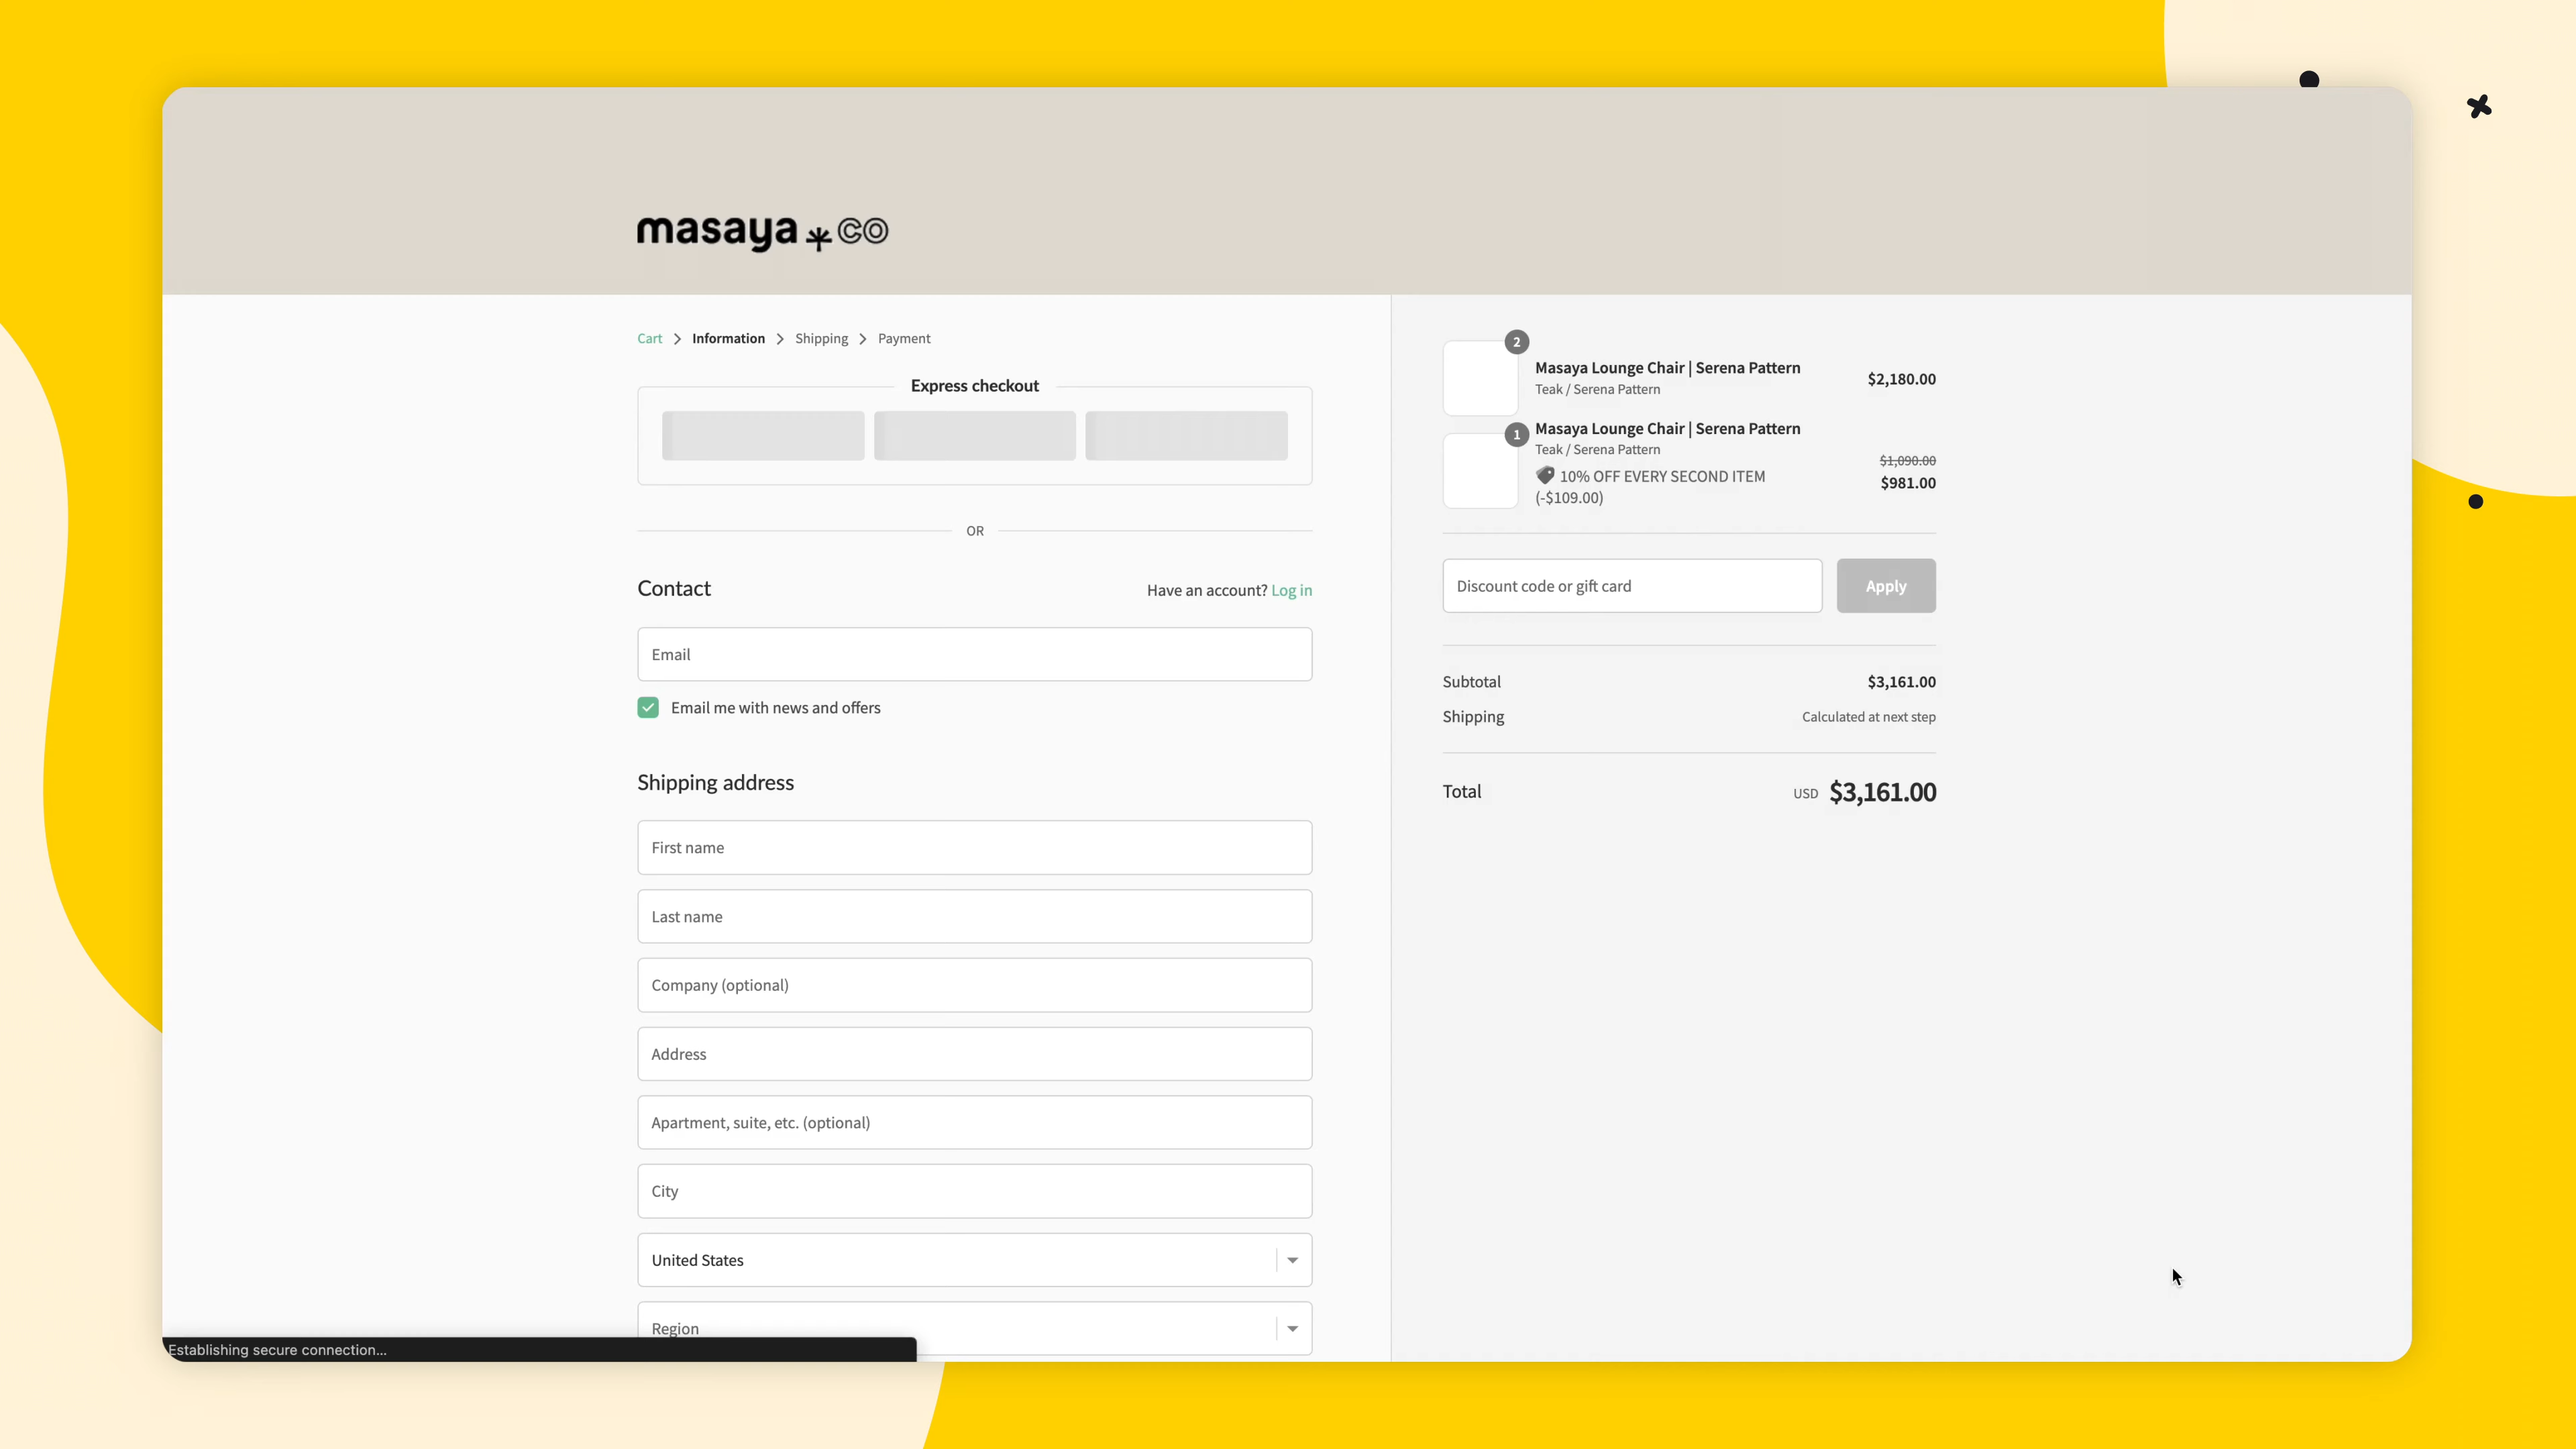 masaya co
Cart > Information > Shipping > Payment
Express checkout
OR
Contact
Have an account? Log in
Email
Email me with news and offers
Shipping address
First name
Last name
Company (optional)
Address
Apartment, suite, etc. (optional)
City
United States
Region
Establishing secure connection...
2
Masaya Lounge Chair | Serena Pattern
Teak / Serena Pattern
$2,180.00
1
Masaya Lounge Chair | Serena Pattern
Teak / Serena Pattern
10% OFF EVERY SECOND ITEM
(-$109.00)
$1,090.00
$981.00
Discount code or gift card
Apply
Subtotal
$3,161.00
Shipping
Calculated at next step
Total
USD $3,161.00